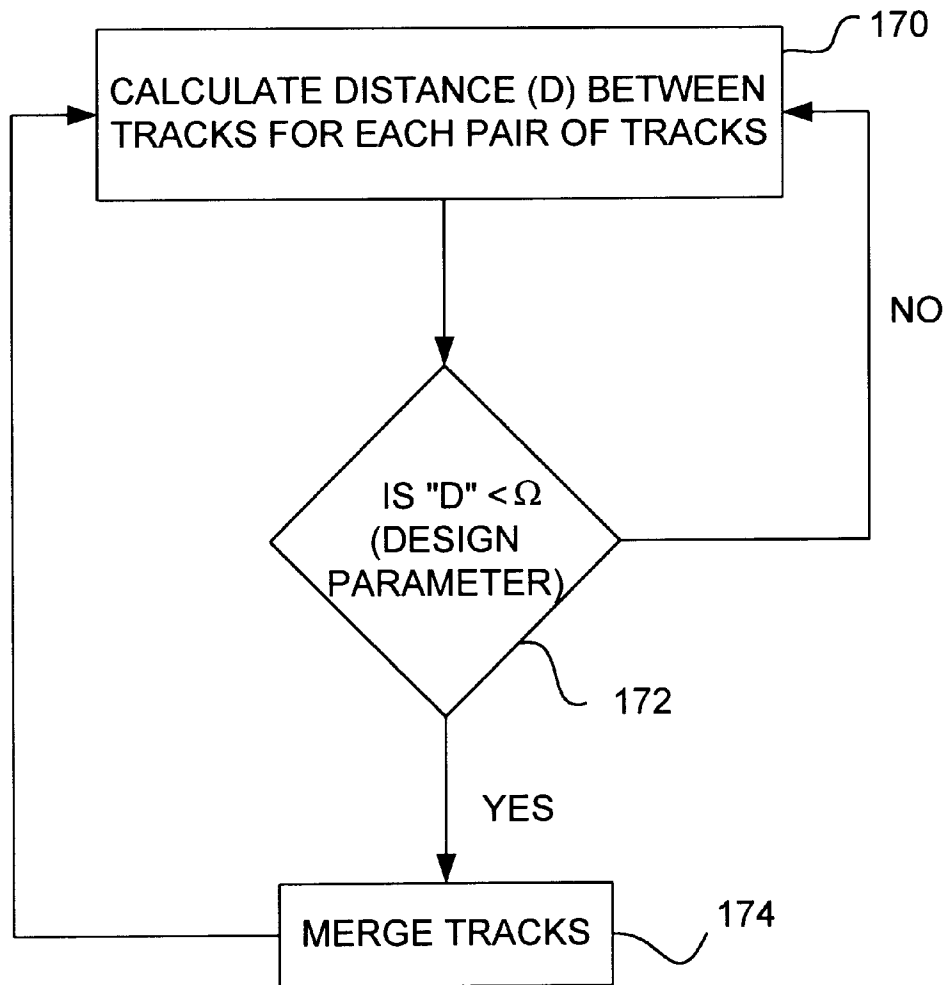 170
CALCULATE DISTANCE (D) BETWEEN
TRACKS FOR EACH PAIR OF TRACKS
NO
IS "D" < Ω
(DESIGN
PARAMETER)
172
YES
MERGE TRACKS
174